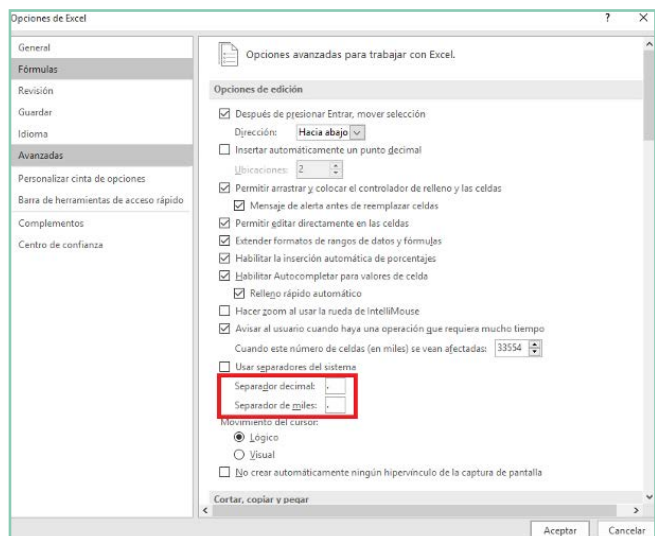 Opciones de Excel
? X
General
Fórmulas
Revisión
Guardar
Idioma
Avanzadas
Personalizar cinta de opciones
Barra de herramientas de acceso rápido
Complementos
Centro de confianza
Opciones avanzadas para trabajar con Excel.
Opciones de edición
Después de presionar Entrar, mover selección
Dirección: Hacia abajo
Insertar automáticamente un punto decimal
Ubicaciones: 2
Permitir arrastrar y colocar el controlador de relleno y las celdas
Mensaje de alerta antes de reemplazar celdas
Permitir editar directamente en las celdas
Extender formatos de rangos de datos y fórmulas
Habilitar la inserción automática de porcentajes
Habilitar Autocompletar para valores de celda
Relleno rápido automático
Hacer zoom al usar la rueda de IntelliMouse
Avisar al usuario cuando haya una operación que requiera mucho tiempo
Cuando este número de celdas (en miles) se vean afectadas: 33554
Usar separadores del sistema
Separador decimal:
Separador de miles:
Movimiento del cursor:
Lógico
Visual
No crear automáticamente ningún hipervínculo de la captura de pantalla
Cortar, copiar y pegar
Aceptar
Cancelar